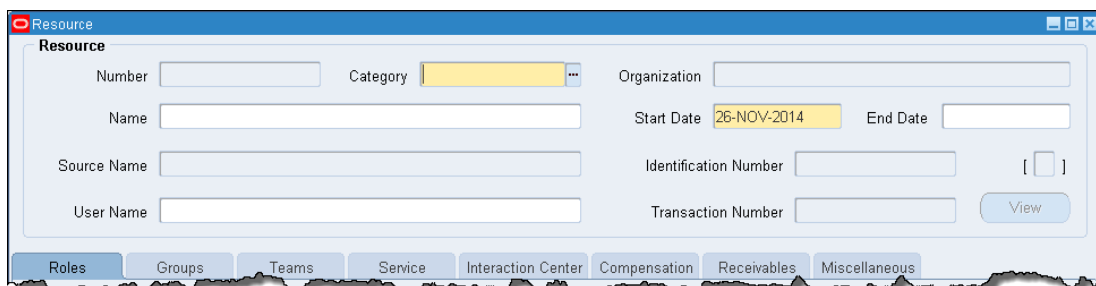 Resource
Resource
Number Category ... Organization
Name Start Date 26-NOV-2014 End Date
Source Name Identification Number [ ]
User Name Transaction Number View
Roles Groups Teams Service Interaction Center Compensation Receivables Miscellaneous